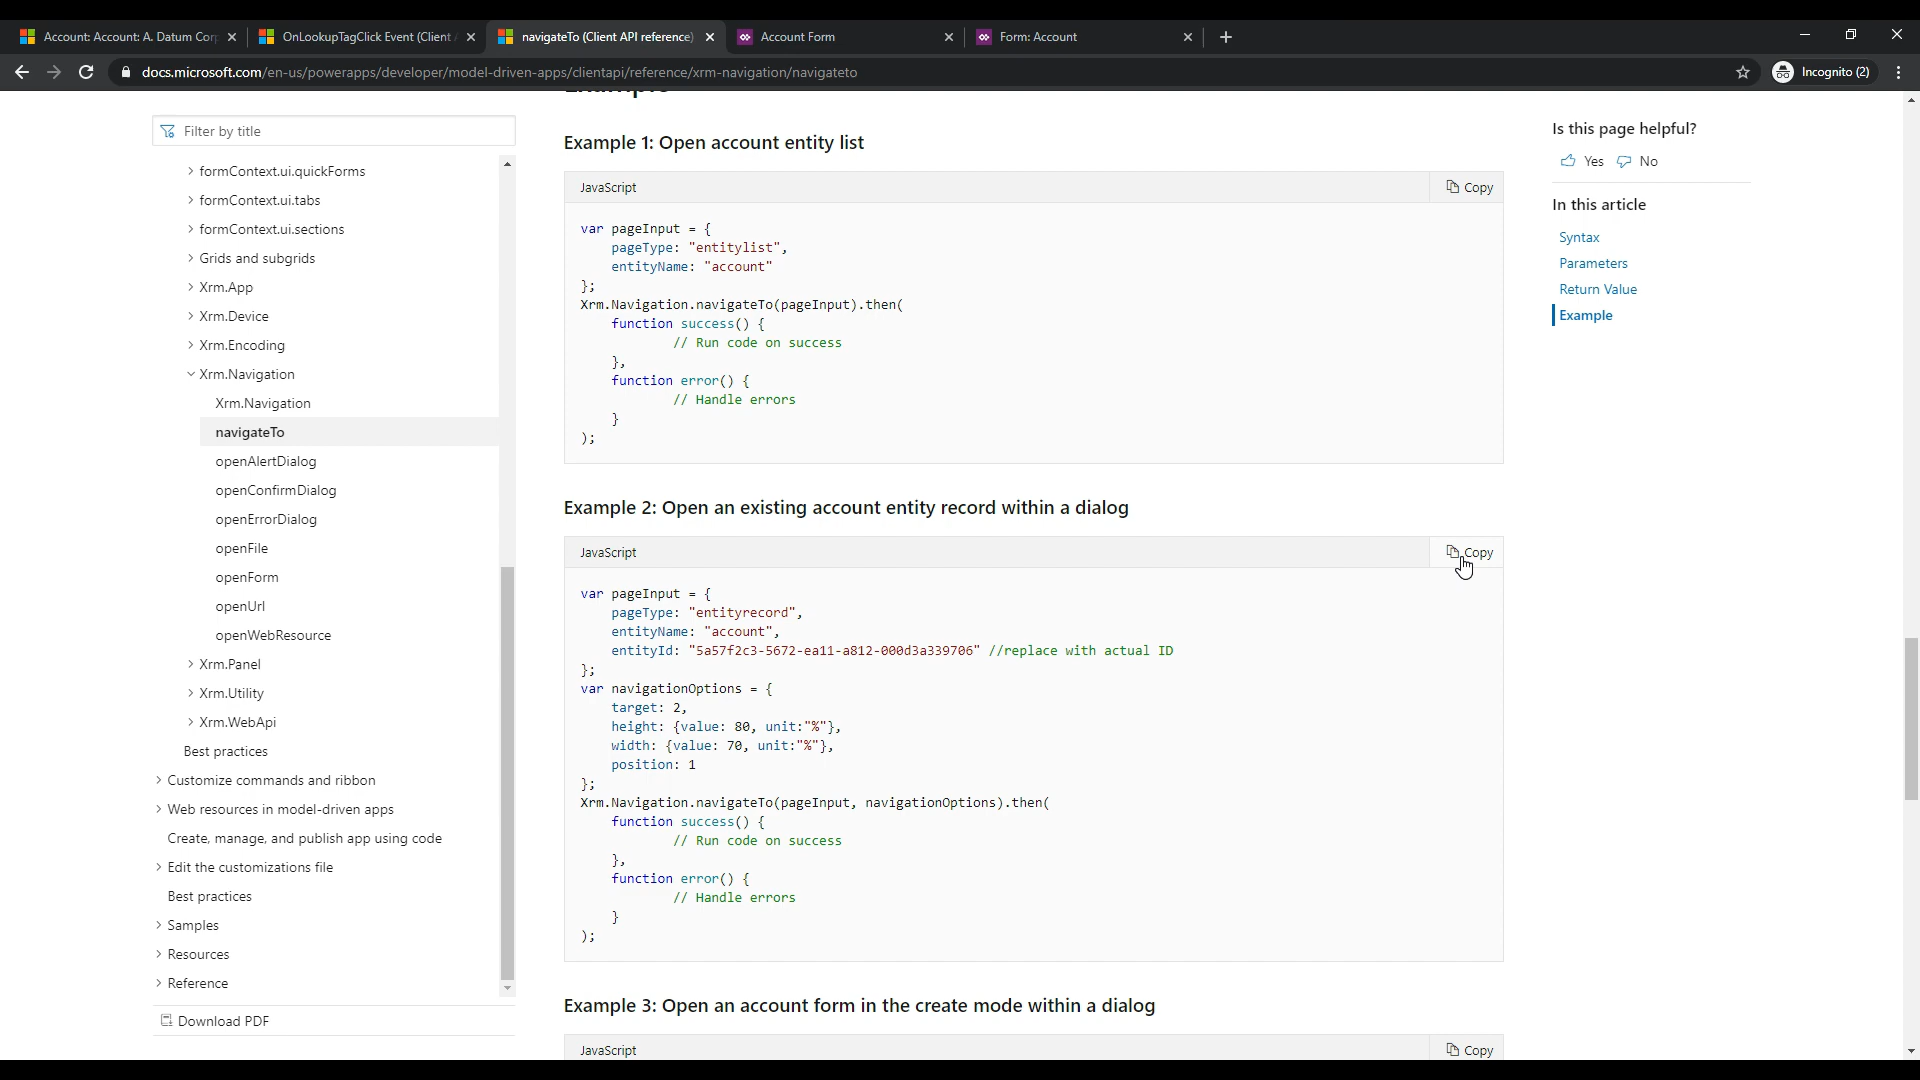 Account: Account: A. Datum Corp
OnLookupTagClick Event (Client A
navigateTo (Client API reference)
Account Form
Form: Account
docs.microsoft.com/en-us/powerapps/developer/model-driven-apps/clientapi/reference/xrm-navigation/navigateto
Incognito (2)
Filter by title
formContext.ui.quickForms
formContext.ui.tabs
formContext.ui.sections
Grids and subgrids
Xrm.App
Xrm.Device
Xrm.Encoding
Xrm.Navigation
Xrm.Navigation
navigateTo
openAlertDialog
openConfirmDialog
openErrorDialog
openFile
openForm
openUrl
openWebResource
Xrm.Panel
Xrm.Utility
Xrm.WebApi
Best practices
Customize commands and ribbon
Web resources in model-driven apps
Create, manage, and publish app using code
Edit the customizations file
Best practices
Samples
Resources
Reference
Download PDF
Example 1: Open account entity list
JavaScript
Copy
var pageInput = {
pageType: "entitylist",
entityName: "account"
};
Xrm.Navigation.navigateTo(pageInput).then(
function success() {
// Run code on success
},
function error() {
// Handle errors
}
);
Example 2: Open an existing account entity record within a dialog
JavaScript
Copy
var pageInput = {
pageType: "entityrecord",
entityName: "account",
entityId: "5a57f2c3-5672-ea11-a812-000d3a339706" //replace with actual ID
};
var navigationOptions = {
target: 2,
height: {value: 80, unit:"%"},
width: {value: 70, unit:"%"},
position: 1
};
Xrm.Navigation.navigateTo(pageInput, navigationOptions).then(
function success() {
// Run code on success
},
function error() {
// Handle errors
}
);
Example 3: Open an account form in the create mode within a dialog
JavaScript
Copy
Is this page helpful?
Yes No
In this article
Syntax
Parameters
Return Value
Example